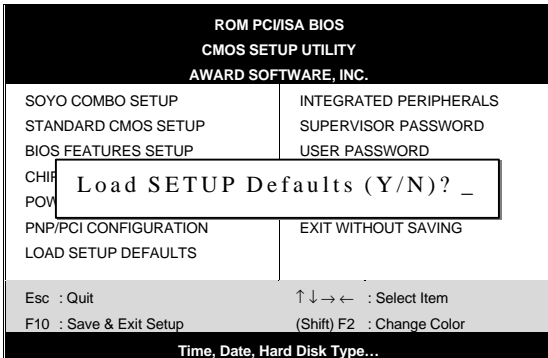 ROM PCI/ISA BIOS
CMOS SETUP UTILITY
AWARD SOFTWARE, INC.
SOYO COMBO SETUP
STANDARD CMOS SETUP
BIOS FEATURES SETUP
PNP/PCI CONFIGURATION
LOAD SETUP DEFAULTS
INTEGRATED PERIPHERALS
SUPERVISOR PASSWORD
USER PASSWORD
EXIT WITHOUT SAVING
Load SETUP Defaults (Y/N)? _
Esc : Quit
↑↓→← : Select Item
F10 : Save & Exit Setup
(Shift) F2 : Change Color
Time, Date, Hard Disk Type…